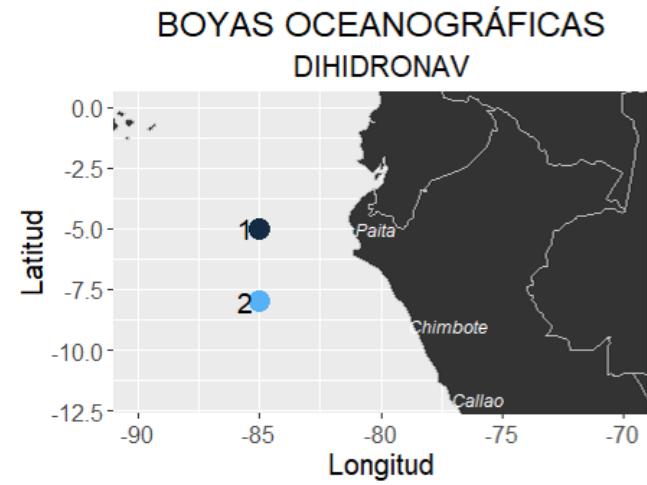 BOYAS OCEANOGRÁFICAS
DIHIDRONAV
Latitud
0.0
-2.5
-5.0
-7.5
-10.0
-12.5
1
Paita
2
Chimbote
Callao
-90
-85
-80
-75
-70
Longitud